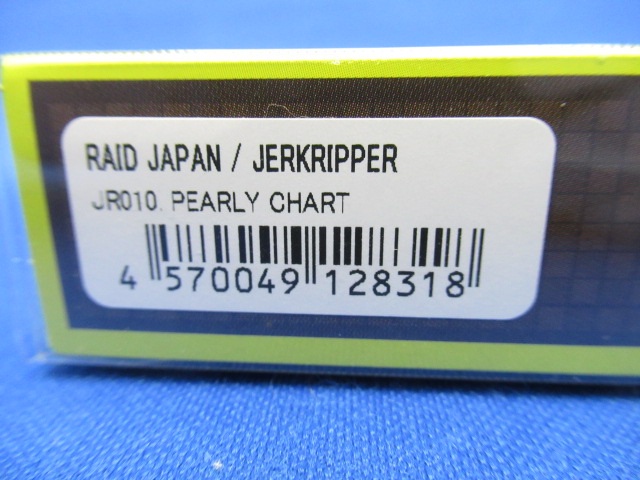 RAID JAPAN / JERKRIPPER
JR010. PEARLY CHART
4 570049 128318